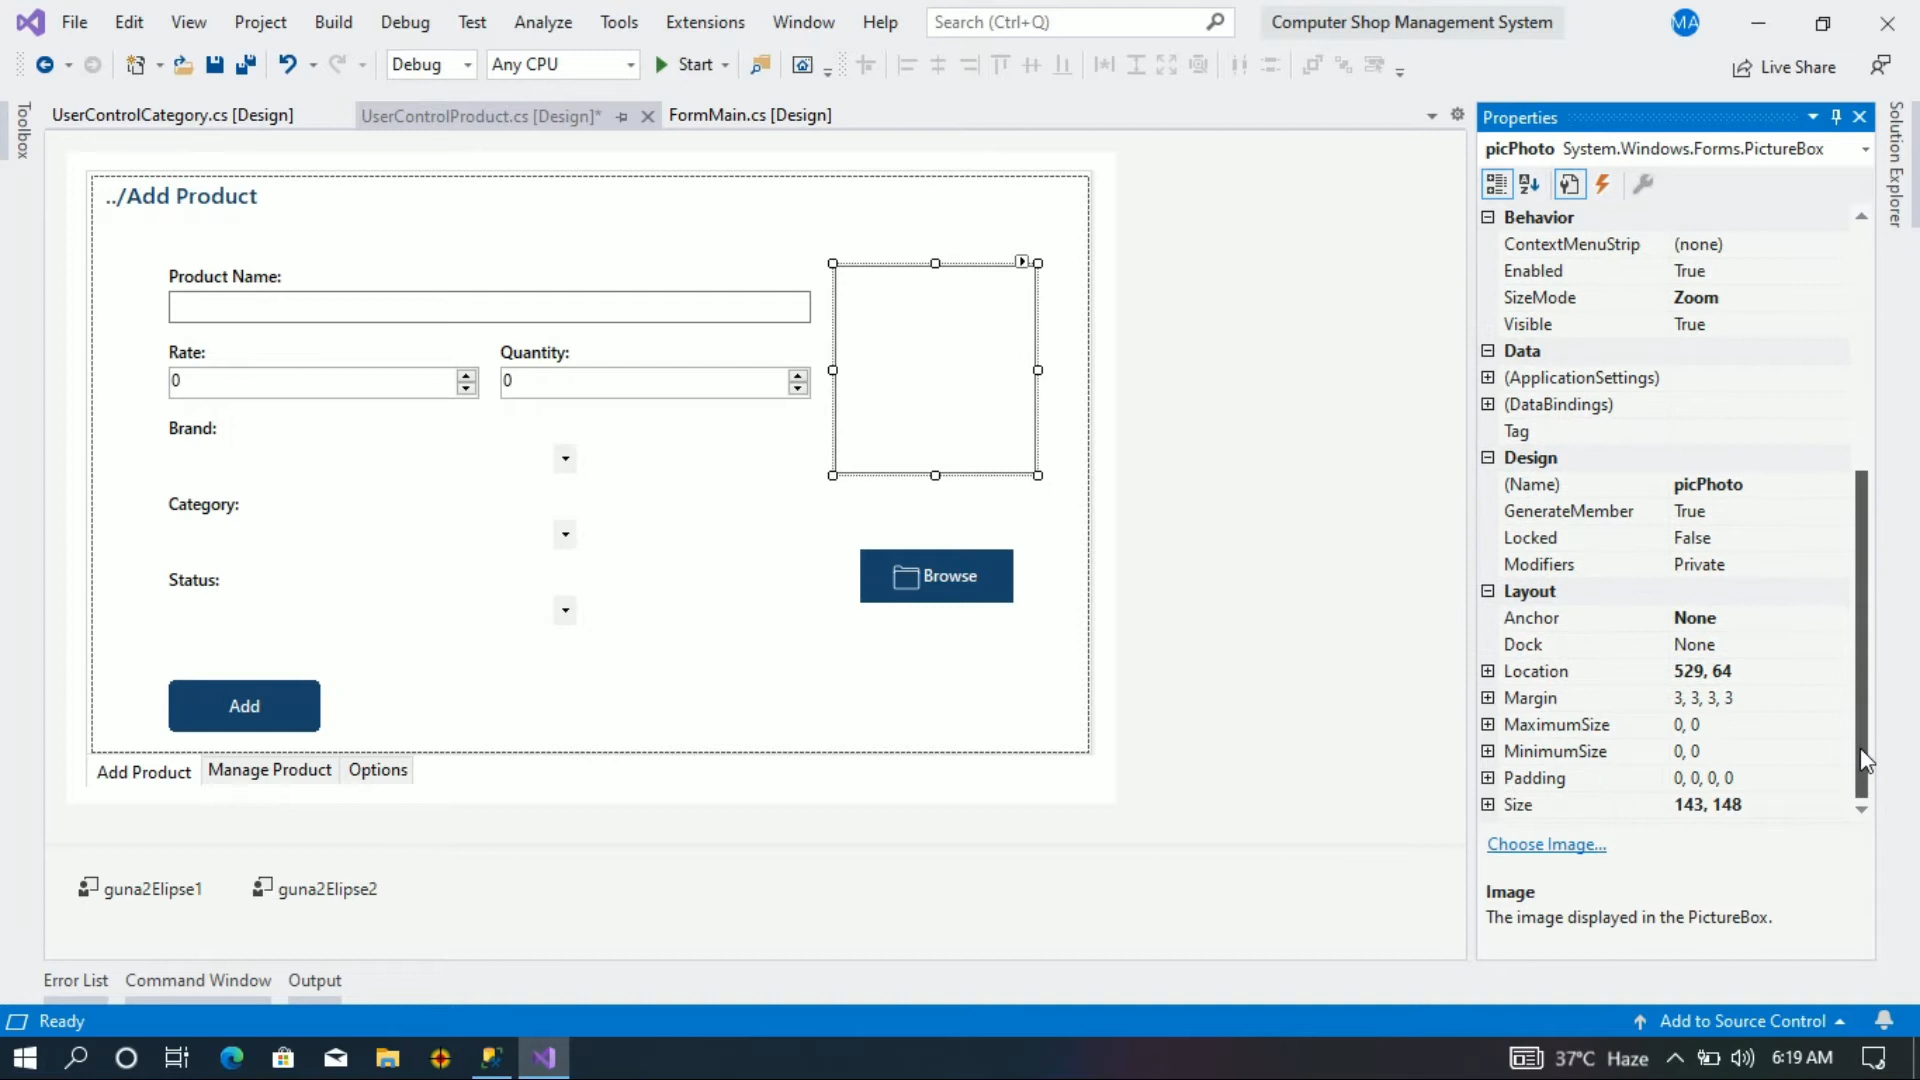 File Edit View Project Build Debug Test Analyze Tools Extensions Window Help Search (Ctrl+Q) Computer Shop Management System MA
Debug Any CPU Start Live Share
Toolbox
UserControlCategory.cs [Design] UserControlProduct.cs [Design]* FormMain.cs [Design]
../Add Product
Product Name:
Rate: Quantity:
0 0
Brand:
Category:
Status:
Browse
Add
Add Product Manage Product Options
guna2Elipse1 guna2Elipse2
Properties
picPhoto System.Windows.Forms.PictureBox
Behavior
ContextMenuStrip (none)
Enabled True
SizeMode Zoom
Visible True
Data
(ApplicationSettings)
(DataBindings)
Tag
Design
(Name) picPhoto
GenerateMember True
Locked False
Modifiers Private
Layout
Anchor None
Dock None
Location 529, 64
Margin 3, 3, 3, 3
MaximumSize 0, 0
MinimumSize 0, 0
Padding 0, 0, 0, 0
Size 143, 148
Choose Image...
Image
The image displayed in the PictureBox.
Solution Explorer
Error List Command Window Output
Ready Add to Source Control
37°C Haze 6:19 AM